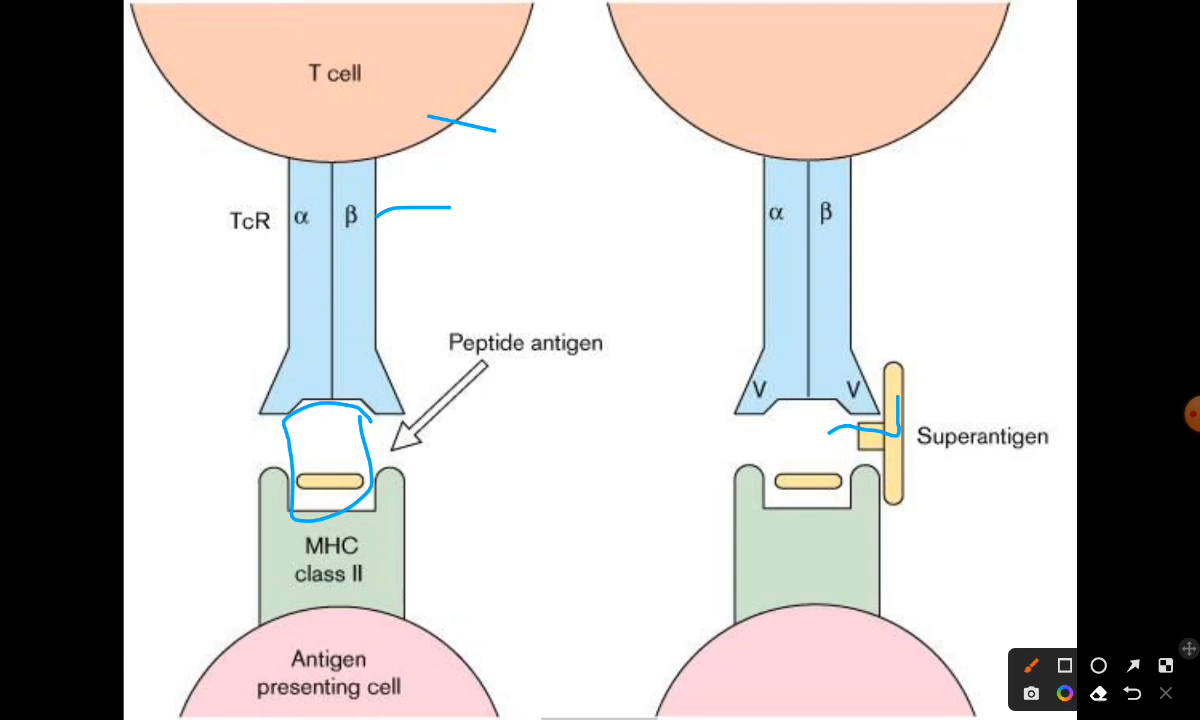 T cell
TcR
α
β
α
β
Peptide antigen
V
V
Superantigen
MHC
class II
Antigen
presenting cell